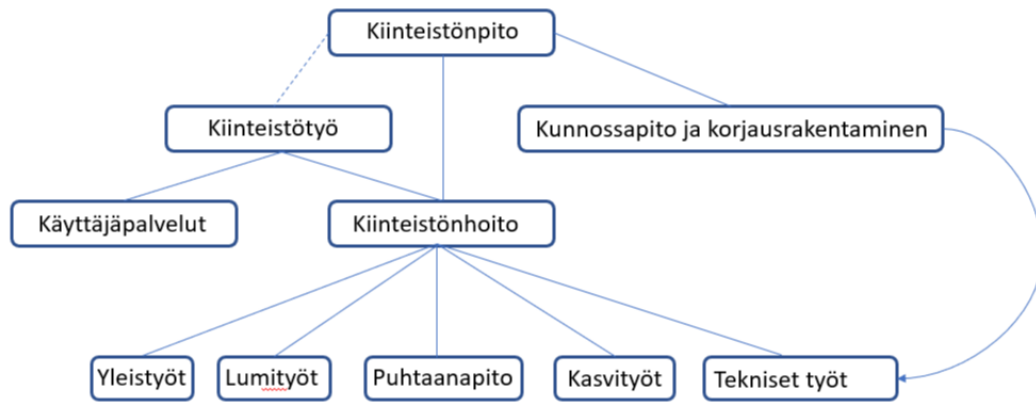 Kiinteistönpito
Kiinteistötyö
Kunnossapito ja korjausrakentaminen
Käyttäjäpalvelut
Kiinteistönhoito
Yleistyöt
Lumityöt
Puhtaanapito
Kasvityöt
Tekniset työt